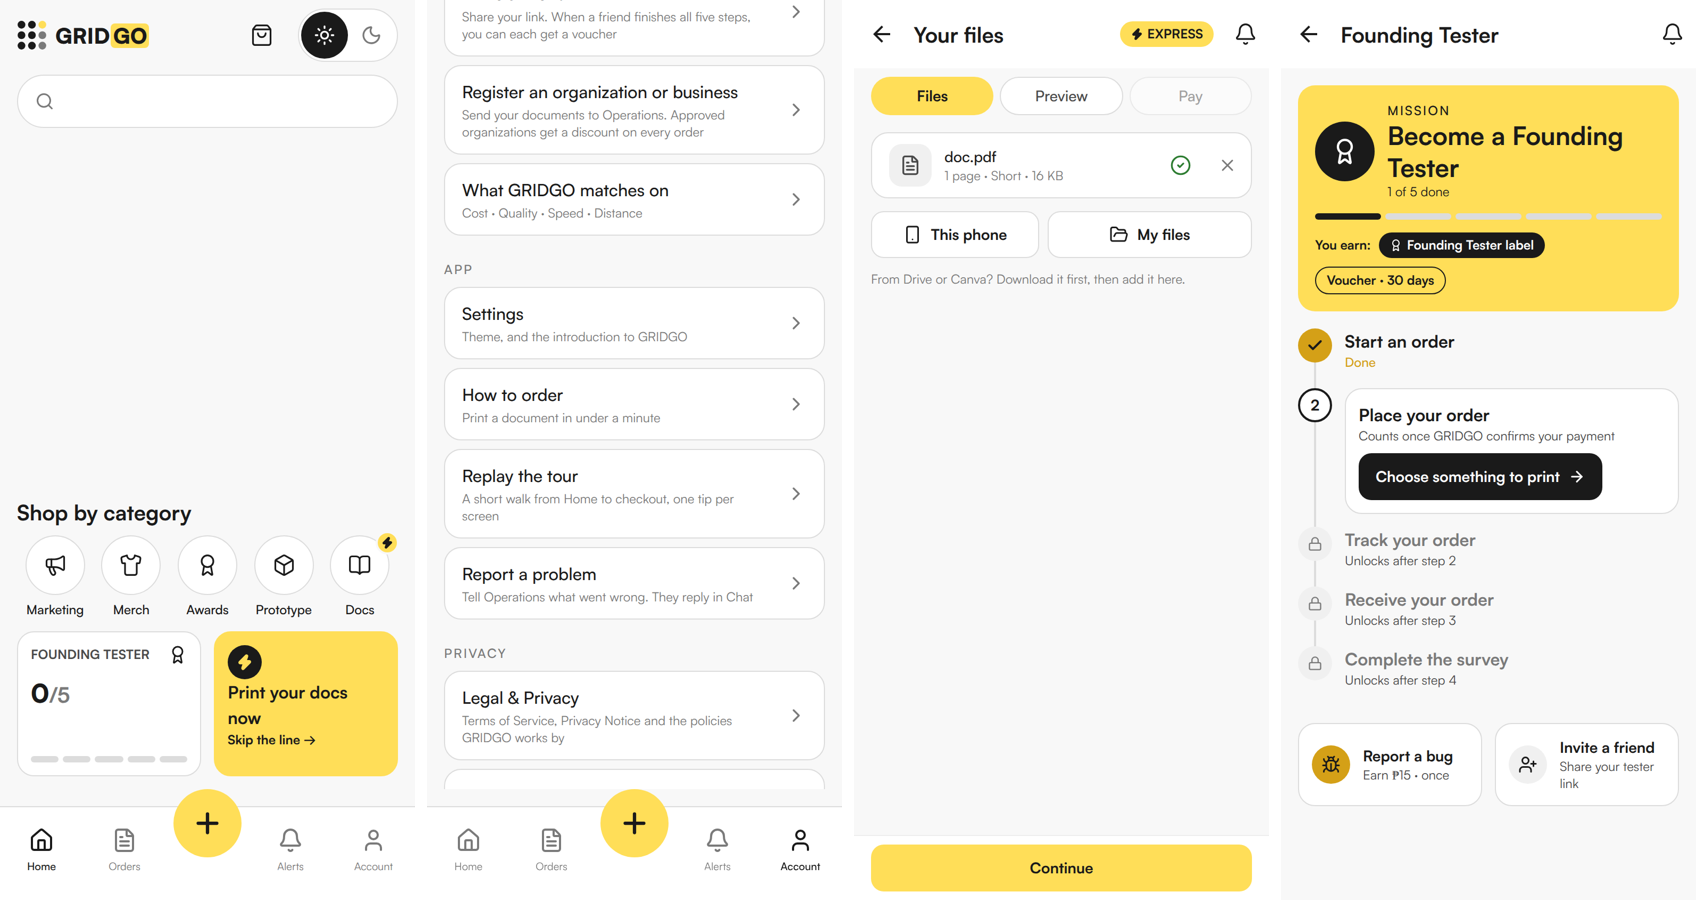 GRIDGO
Shop by category
Marketing
Merch
Awards
Prototype
Docs
FOUNDING TESTER
0/5
Print your docs
now
Skip the line →
Home
Orders
Alerts
Account
Share your link. When a friend finishes all five steps,
you can each get a voucher
Register an organization or business
Send your documents to Operations. Approved
organizations get a discount on every order
What GRIDGO matches on
Cost · Quality · Speed · Distance
APP
Settings
Theme, and the introduction to GRIDGO
How to order
Print a document in under a minute
Replay the tour
A short walk from Home to checkout, one tip per
screen
Report a problem
Tell Operations what went wrong. They reply in Chat
PRIVACY
Legal & Privacy
Terms of Service, Privacy Notice and the policies
GRIDGO works by
Home
Orders
Alerts
Account
Your files
EXPRESS
Files
Preview
Pay
doc.pdf
1 page · Short · 16 KB
This phone
My files
From Drive or Canva? Download it first, then add it here.
Continue
Founding Tester
MISSION
Become a Founding
Tester
1 of 5 done
You earn:
Founding Tester label
Voucher · 30 days
Start an order
Done
2
Place your order
Counts once GRIDGO confirms your payment
Choose something to print →
Track your order
Unlocks after step 2
Receive your order
Unlocks after step 3
Complete the survey
Unlocks after step 4
Report a bug
Earn ₱15 · once
Invite a friend
Share your tester
link